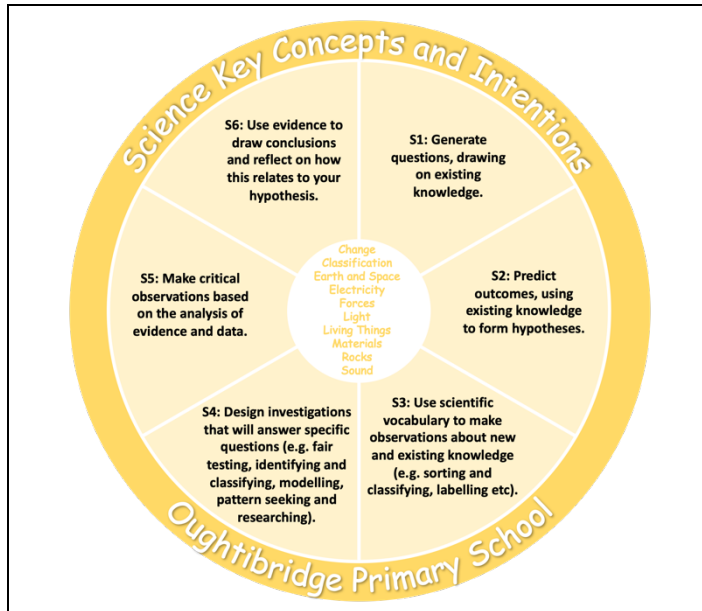 Science Key Concepts and Intentions
S1: Generate
questions, drawing
on existing
knowledge.
S2: Predict
outcomes, using
existing knowledge
to form hypotheses.
S3: Use scientific
vocabulary to make
observations about new
and existing knowledge
(e.g. sorting and
classifying, labelling etc).
S4: Design investigations
that will answer specific
questions (e.g. fair
testing, identifying and
classifying, modelling,
pattern seeking and
researching).
S5: Make critical
observations based
on the analysis of
evidence and data.
S6: Use evidence to
draw conclusions
and reflect on how
this relates to your
hypothesis.
Change
Classification
Earth and Space
Electricity
Forces
Light
Living Things
Materials
Rocks
Sound
Oughtibridge Primary School